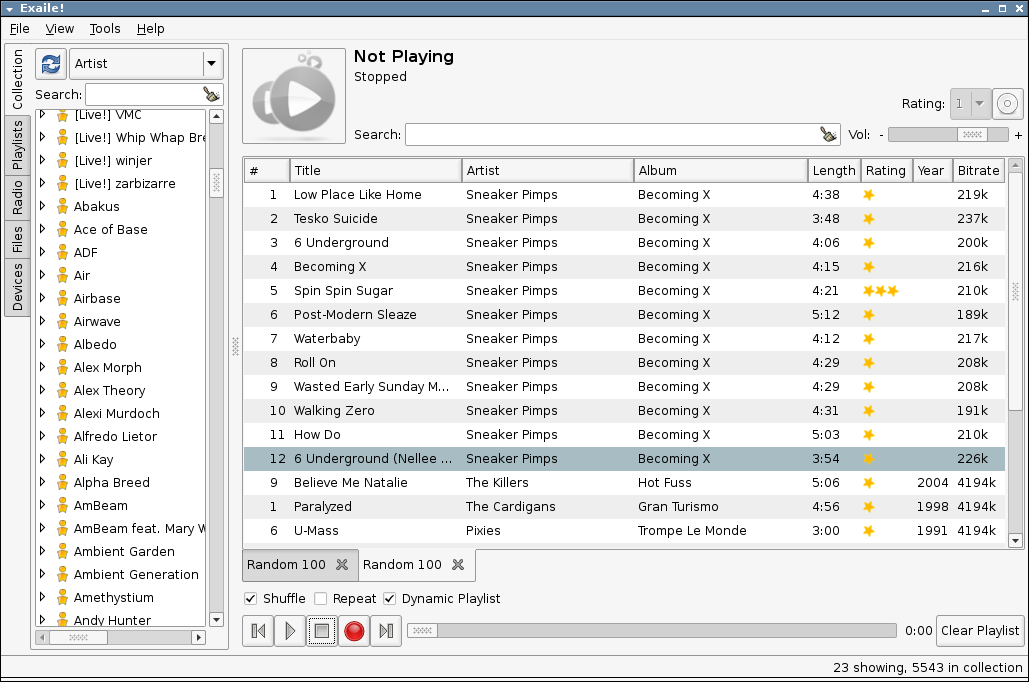 Exaile!
File View Tools Help
Collection
Playlists
Radio
Files
Devices
Artist
Search:
[Live!] VMC
[Live!] Whip Whap Bre
[Live!] winjer
[Live!] zarbizarre
Abakus
Ace of Base
ADF
Air
Airbase
Airwave
Albedo
Alex Morph
Alex Theory
Alexi Murdoch
Alfredo Lietor
Ali Kay
Alpha Breed
AmBeam
AmBeam feat. Mary W
Ambient Garden
Ambient Generation
Amethystium
Andy Hunter
Not Playing
Stopped
Rating: 1
Search: Vol: - +
# Title Artist Album Length Rating Year Bitrate
1 Low Place Like Home Sneaker Pimps Becoming X 4:38 219k
2 Tesko Suicide Sneaker Pimps Becoming X 3:48 237k
3 6 Underground Sneaker Pimps Becoming X 4:06 200k
4 Becoming X Sneaker Pimps Becoming X 4:15 216k
5 Spin Spin Sugar Sneaker Pimps Becoming X 4:21 210k
6 Post-Modern Sleaze Sneaker Pimps Becoming X 5:12 189k
7 Waterbaby Sneaker Pimps Becoming X 4:12 217k
8 Roll On Sneaker Pimps Becoming X 4:29 208k
9 Wasted Early Sunday M... Sneaker Pimps Becoming X 4:29 208k
10 Walking Zero Sneaker Pimps Becoming X 4:31 191k
11 How Do Sneaker Pimps Becoming X 5:03 210k
12 6 Underground (Nellee ... Sneaker Pimps Becoming X 3:54 226k
9 Believe Me Natalie The Killers Hot Fuss 5:06 2004 4194k
1 Paralyzed The Cardigans Gran Turismo 4:56 1998 4194k
6 U-Mass Pixies Trompe Le Monde 3:00 1991 4194k
Random 100 Random 100
Shuffle Repeat Dynamic Playlist
0:00 Clear Playlist
23 showing, 5543 in collection